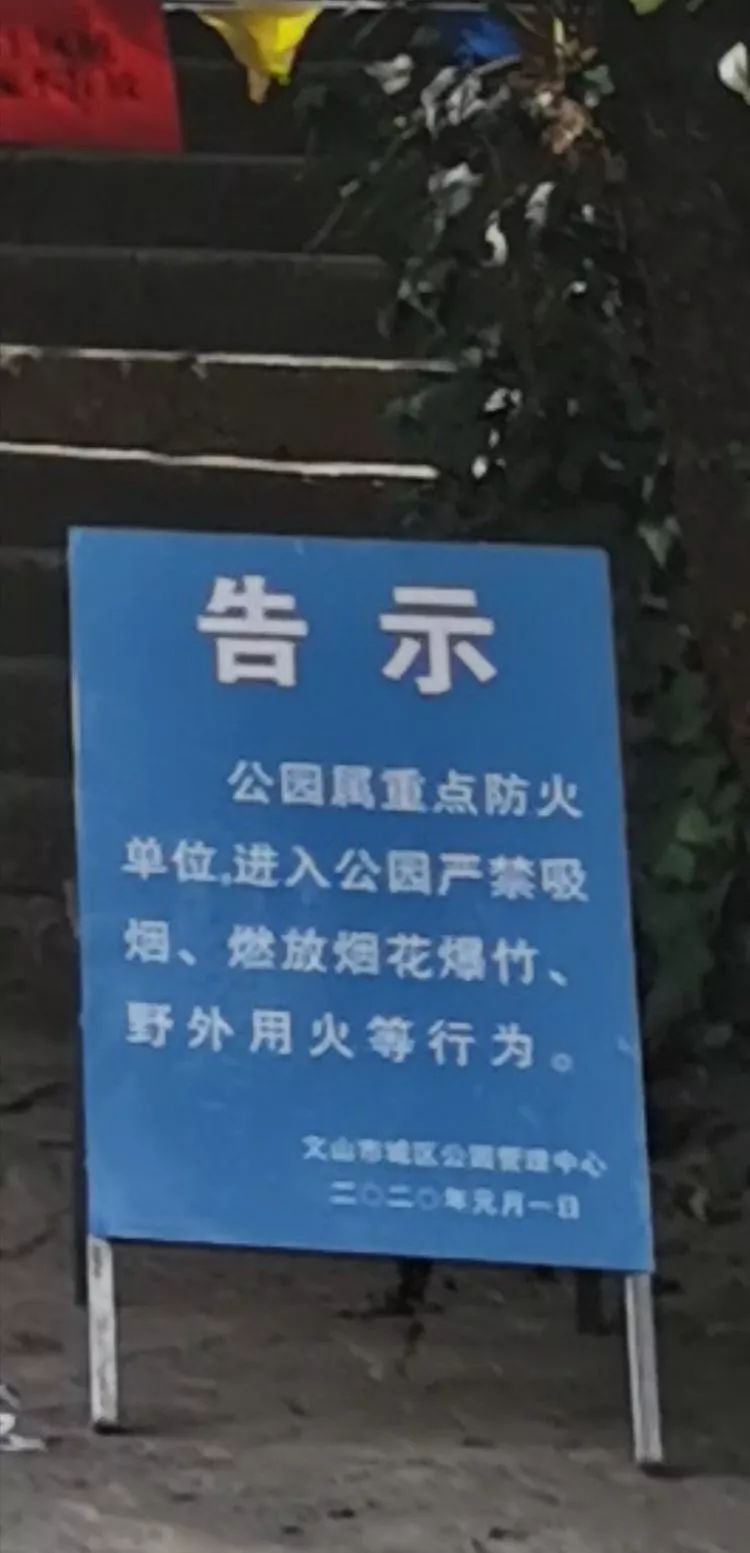 告示
公园属重点防火
单位,进入公园严禁吸
烟、燃放烟花爆竹、
野外用火等行为。
文山市城区公园管理中心
二〇二〇年元月一日